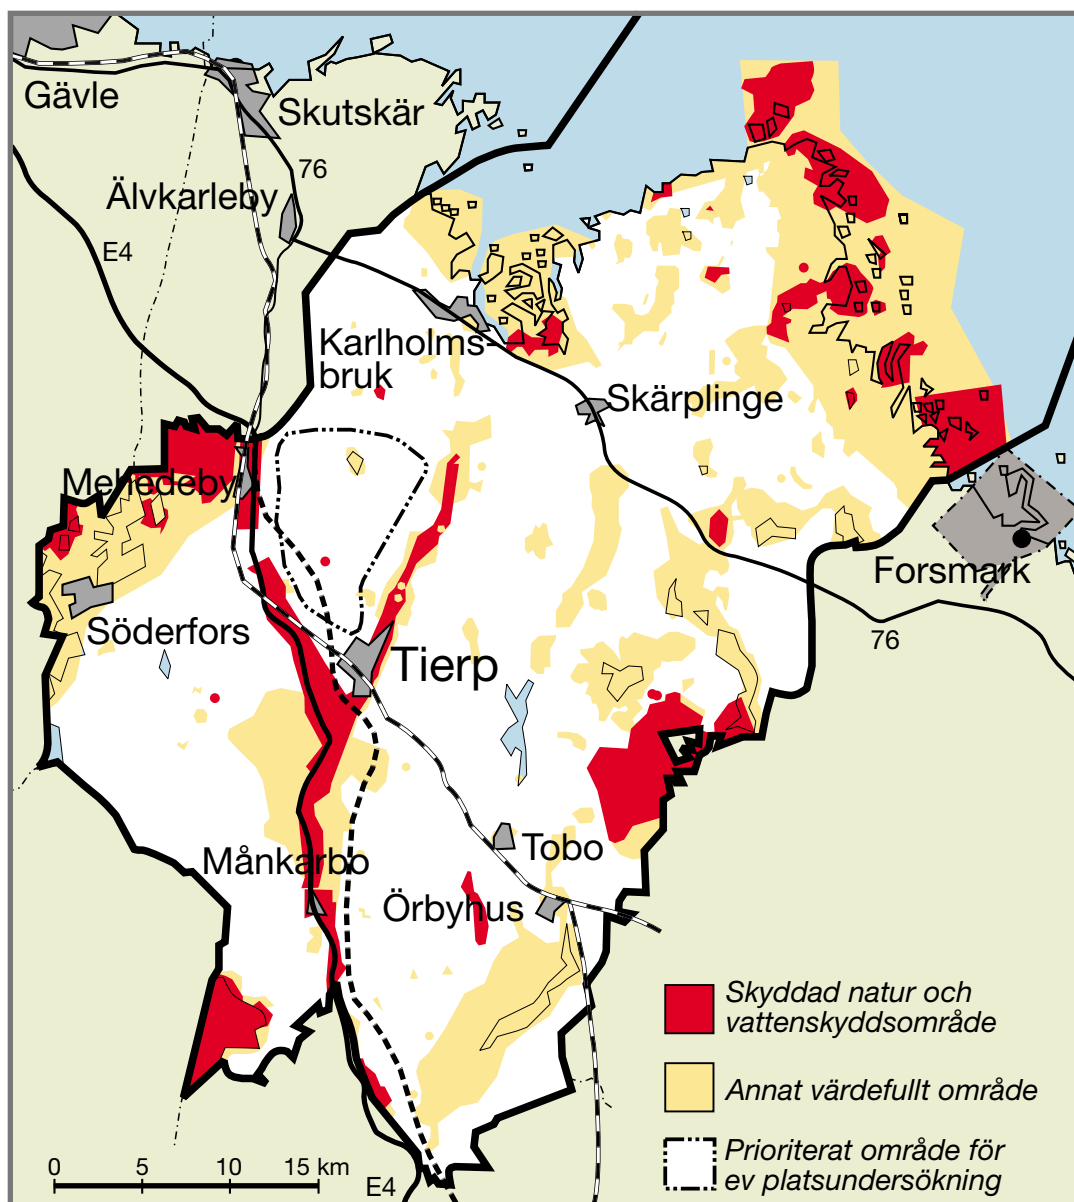 Gävle
Skutskär
76
Älvkarleby
E4
Karlholms-
bruk
Skärplinge
Mehedeby
Forsmark
Söderfors
76
Tierp
Månkarbo
Tobo
Örbyhus
Skyddad natur och
vattenskyddsområde
Annat värdefullt område
Prioriterat område för
ev platsundersökning
0 5 10 15 km
E4